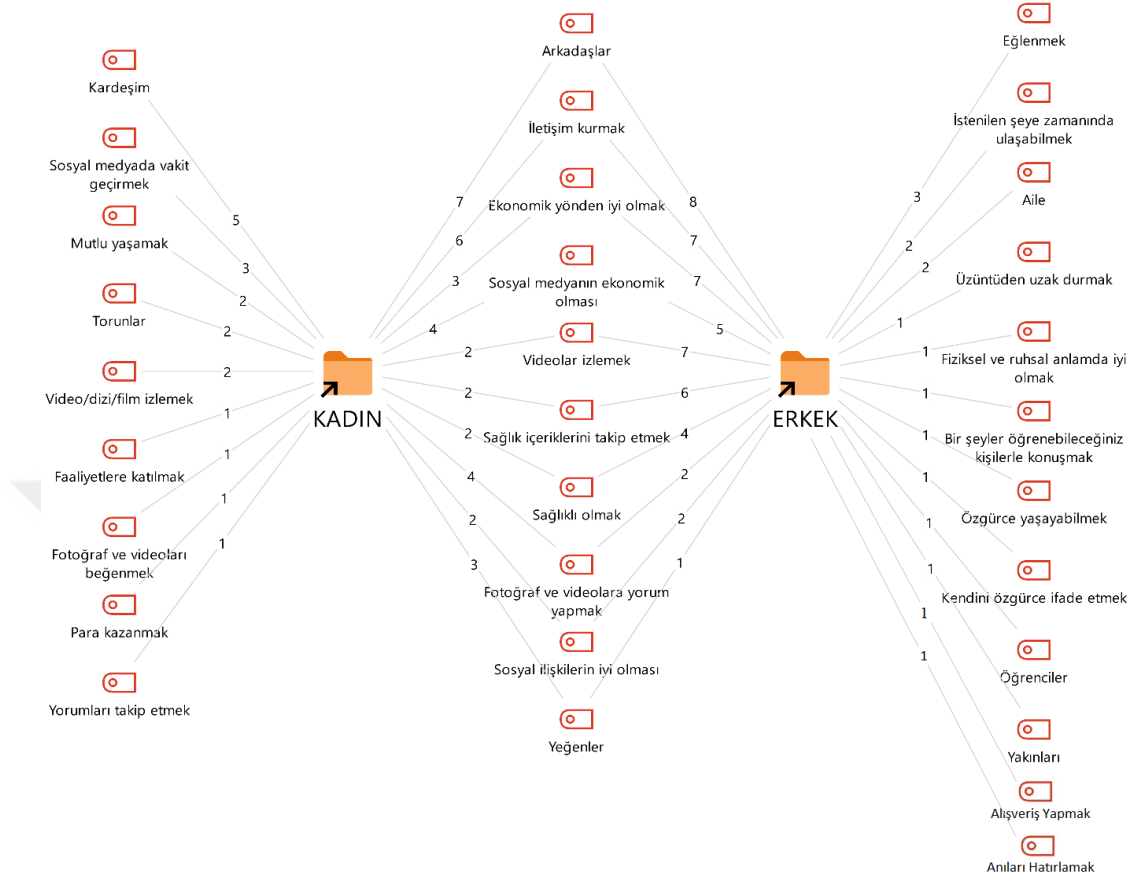 Kardeşim
Sosyal medyada vakit
geçirmek
Mutlu yaşamak
Torunlar
Video/dizi/film izlemek
Faaliyetlere katılmak
Fotoğraf ve videoları
beğenmek
Para kazanmak
Yorumları takip etmek
5
3
2
2
2
1
1
1
1
KADIN
7
6
3
4
2
2
2
4
2
3
Arkadaşlar
İletişim kurmak
Ekonomik yönden iyi olmak
Sosyal medyanın ekonomik
olması
Videolar izlemek
Sağlık içeriklerini takip etmek
Sağlıklı olmak
Fotoğraf ve videolara yorum
yapmak
Sosyal ilişkilerin iyi olması
Yeğenler
8
7
7
5
7
6
4
2
2
1
ERKEK
3
2
2
1
1
1
1
1
1
1
1
1
Eğlenmek
İstenilen şeye zamanında
ulaşabilmek
Aile
Üzüntüden uzak durmak
Fiziksel ve ruhsal anlamda iyi
olmak
Bir şeyler öğrenebileceğiniz
kişilerle konuşmak
Özgürce yaşayabilmek
Kendini özgürce ifade etmek
Öğrenciler
Yakınları
Alışveriş Yapmak
Anıları Hatırlamak